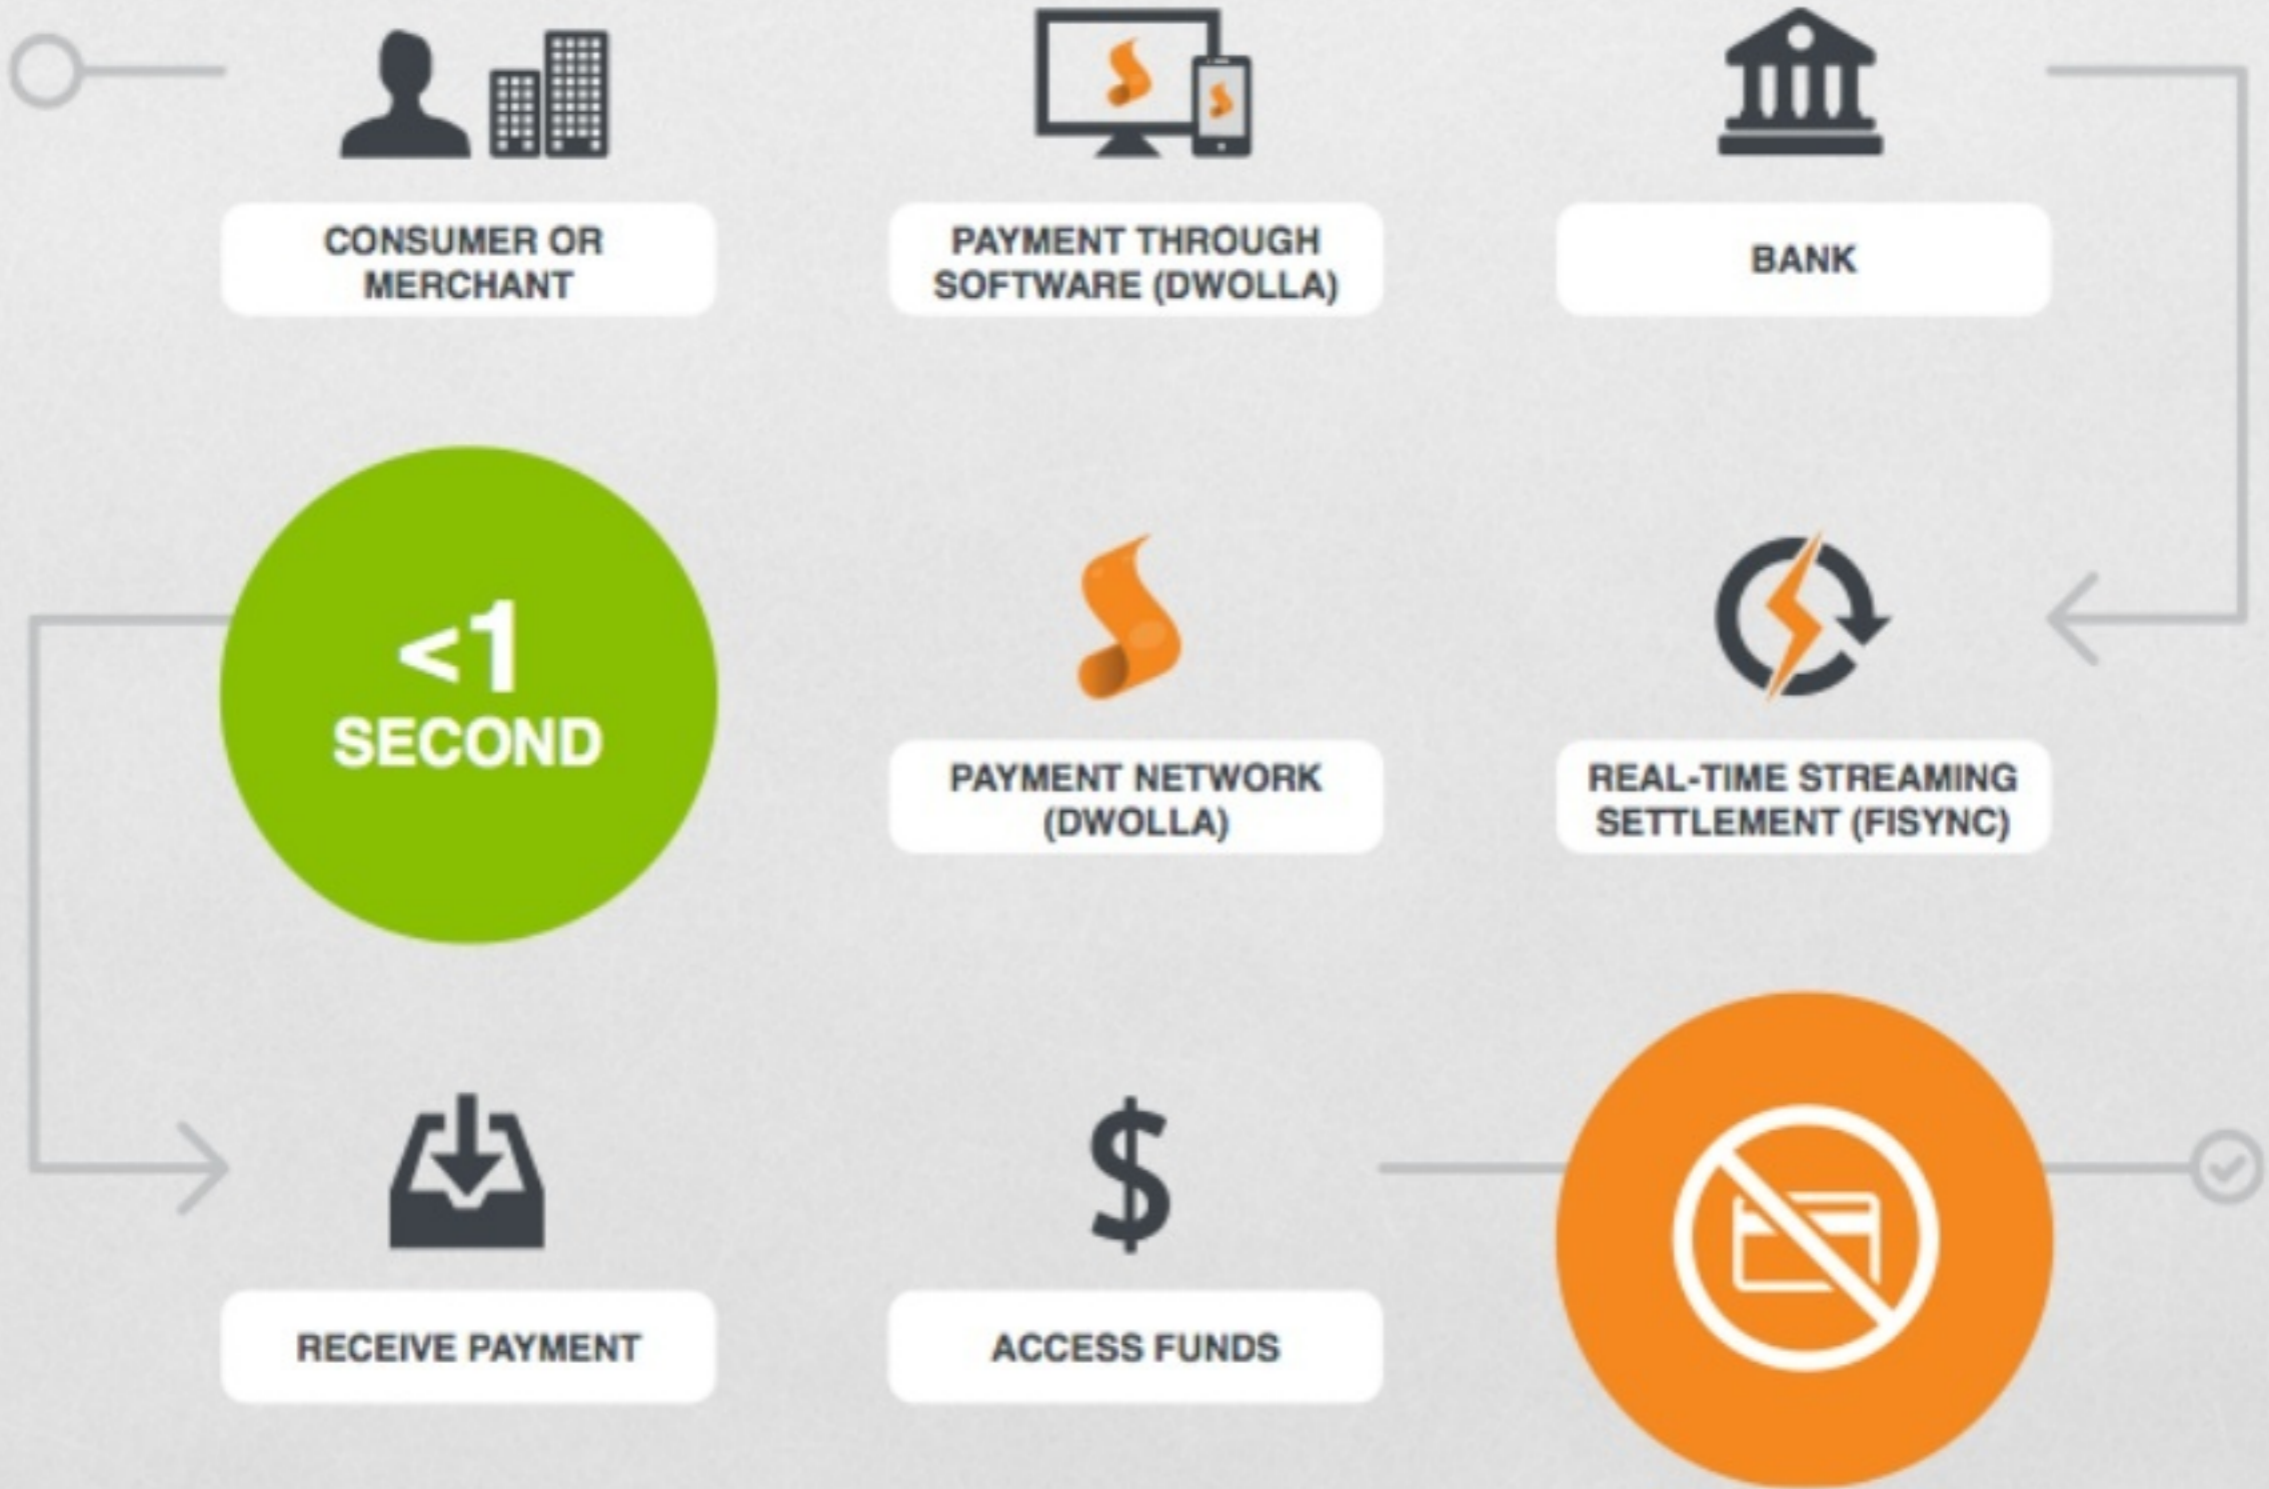 CONSUMER OR
MERCHANT
PAYMENT THROUGH
SOFTWARE (DWOLLA)
BANK
<1
SECOND
PAYMENT NETWORK
(DWOLLA)
REAL-TIME STREAMING
SETTLEMENT (FISYNC)
RECEIVE PAYMENT
$
ACCESS FUNDS